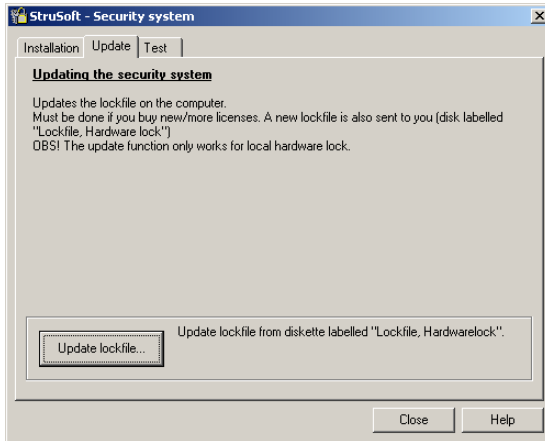 StruSoft - Security system
Installation Update Test
Updating the security system
Updates the lockfile on the computer.
Must be done if you buy new/more licenses. A new lockfile is also sent to you (disk labelled
"Lockfile, Hardware lock")
OBS! The update function only works for local hardware lock.
Update lockfile from diskette labelled "Lockfile, Hardwarelock".
Update lockfile...
Close Help